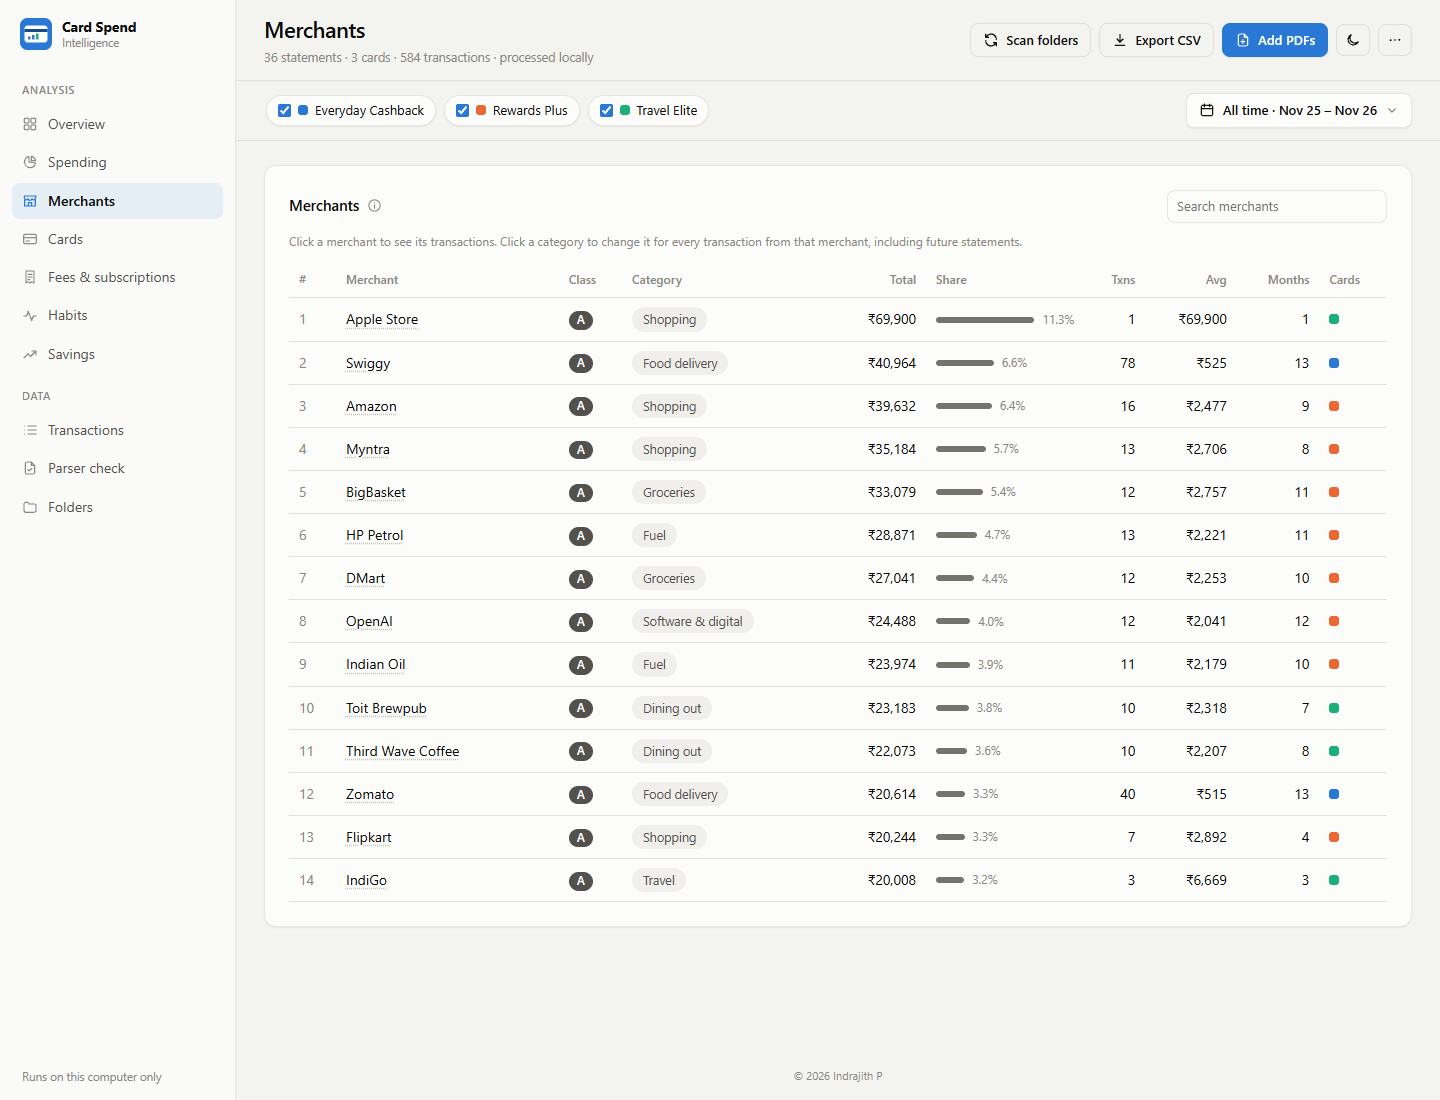 Card Spend
Intelligence
ANALYSIS
Overview
Spending
Merchants
Cards
Fees & subscriptions
Habits
Savings
DATA
Transactions
Parser check
Folders
Runs on this computer only
Merchants
36 statements · 3 cards · 584 transactions · processed locally
Scan folders
Export CSV
Add PDFs
Everyday Cashback
Rewards Plus
Travel Elite
All time · Nov 25 – Nov 26
Merchants
Search merchants
Click a merchant to see its transactions. Click a category to change it for every transaction from that merchant, including future statements.
# Merchant Class Category Total Share Txns Avg Months Cards
1 Apple Store A Shopping ₹69,900 11.3% 1 ₹69,900 1
2 Swiggy A Food delivery ₹40,964 6.6% 78 ₹525 13
3 Amazon A Shopping ₹39,632 6.4% 16 ₹2,477 9
4 Myntra A Shopping ₹35,184 5.7% 13 ₹2,706 8
5 BigBasket A Groceries ₹33,079 5.4% 12 ₹2,757 11
6 HP Petrol A Fuel ₹28,871 4.7% 13 ₹2,221 11
7 DMart A Groceries ₹27,041 4.4% 12 ₹2,253 10
8 OpenAI A Software & digital ₹24,488 4.0% 12 ₹2,041 12
9 Indian Oil A Fuel ₹23,974 3.9% 11 ₹2,179 10
10 Toit Brewpub A Dining out ₹23,183 3.8% 10 ₹2,318 7
11 Third Wave Coffee A Dining out ₹22,073 3.6% 10 ₹2,207 8
12 Zomato A Food delivery ₹20,614 3.3% 40 ₹515 13
13 Flipkart A Shopping ₹20,244 3.3% 7 ₹2,892 4
14 IndiGo A Travel ₹20,008 3.2% 3 ₹6,669 3
© 2026 Indrajith P